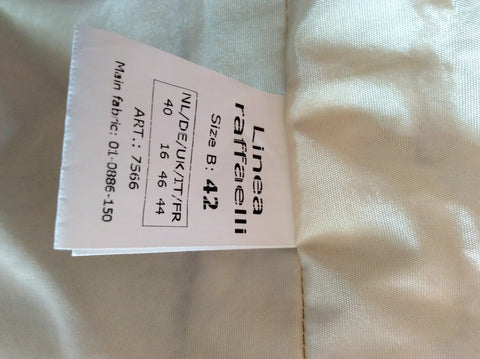 Linea
raffaelli
Size B: 42
NL/DE/UK/IT/FR
40 16 46 44
ART.: 7566
Main fabric: 01-0886-150